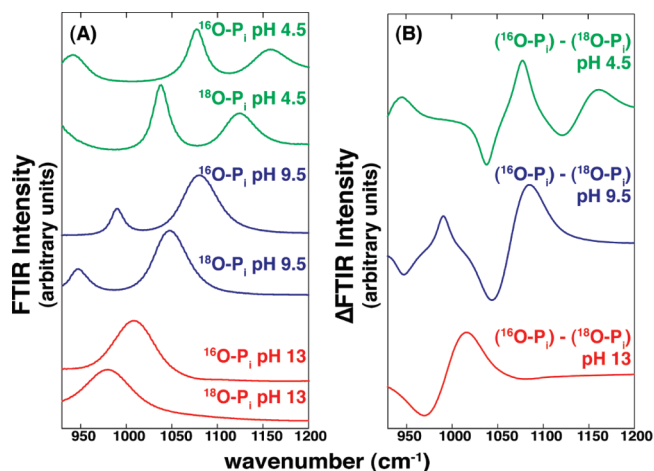 (A)
¹⁶O-Pᵢ pH 4.5
¹⁸O-Pᵢ pH 4.5
¹⁶O-Pᵢ pH 9.5
¹⁸O-Pᵢ pH 9.5
¹⁶O-Pᵢ pH 13
¹⁸O-Pᵢ pH 13
FTIR Intensity
(arbitrary units)
950 1000 1050 1100 1150 1200
(B)
(¹⁶O-Pᵢ) - (¹⁸O-Pᵢ)
pH 4.5
(¹⁶O-Pᵢ) - (¹⁸O-Pᵢ)
pH 9.5
(¹⁶O-Pᵢ) - (¹⁸O-Pᵢ)
pH 13
ΔFTIR Intensity
(arbitrary units)
950 1000 1050 1100 1150 1200
wavenumber (cm⁻¹)